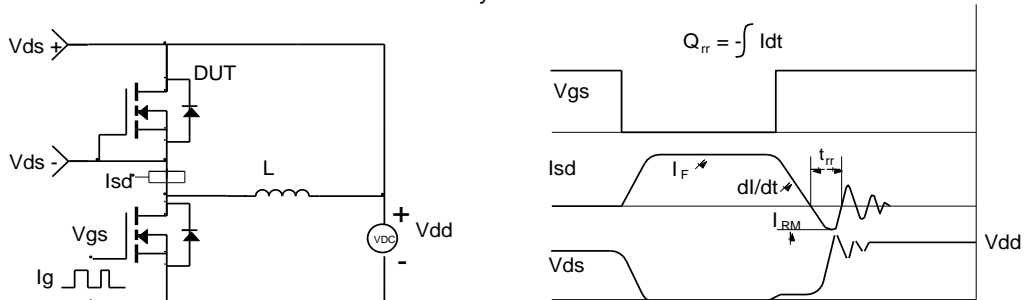 Vds +
DUT
Vds -
Isd
L
Vgs
Ig
VDC
+
Vdd
-
Qrr = -∫ Idt
Vgs
Isd
IF
dI/dt
trr
IRM
Vds
Vdd